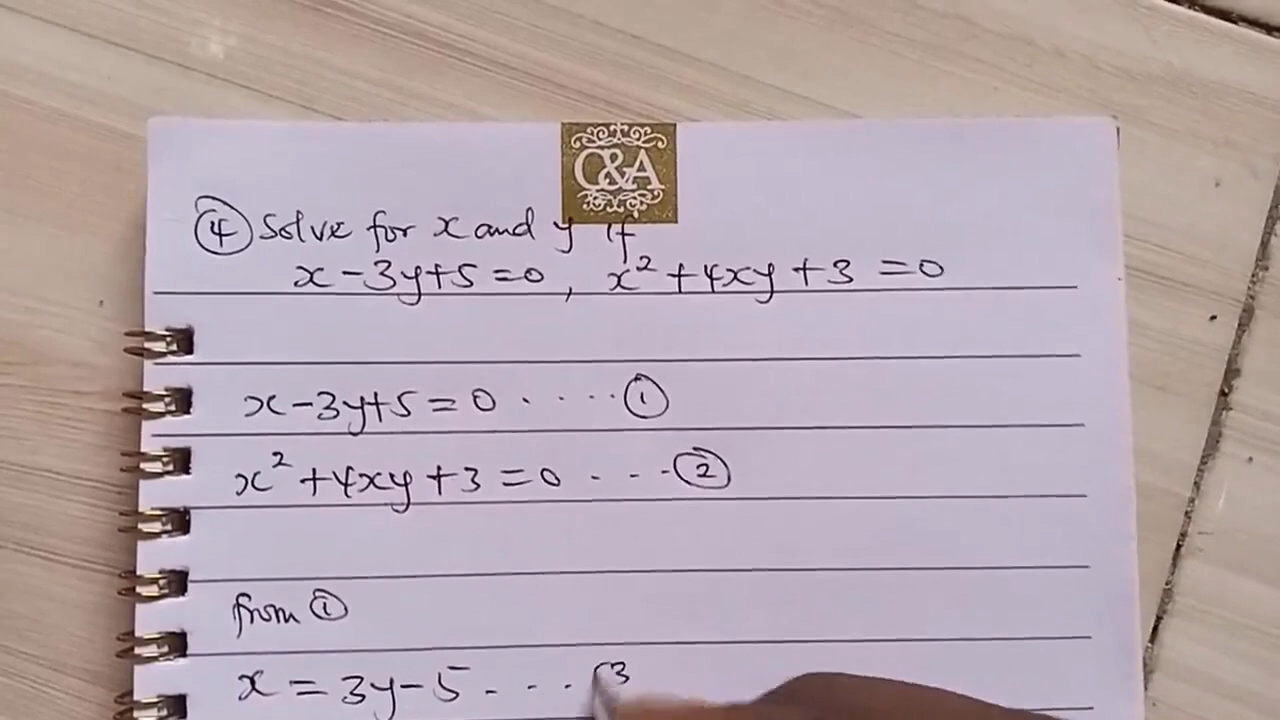 C&A
④ Solve for x and y if
x - 3y + 5 = 0 , x² + 4xy + 3 = 0
x - 3y + 5 = 0 . . . . . ①
x² + 4xy + 3 = 0 . . . . ②
from ①
x = 3y - 5 . . . . ③